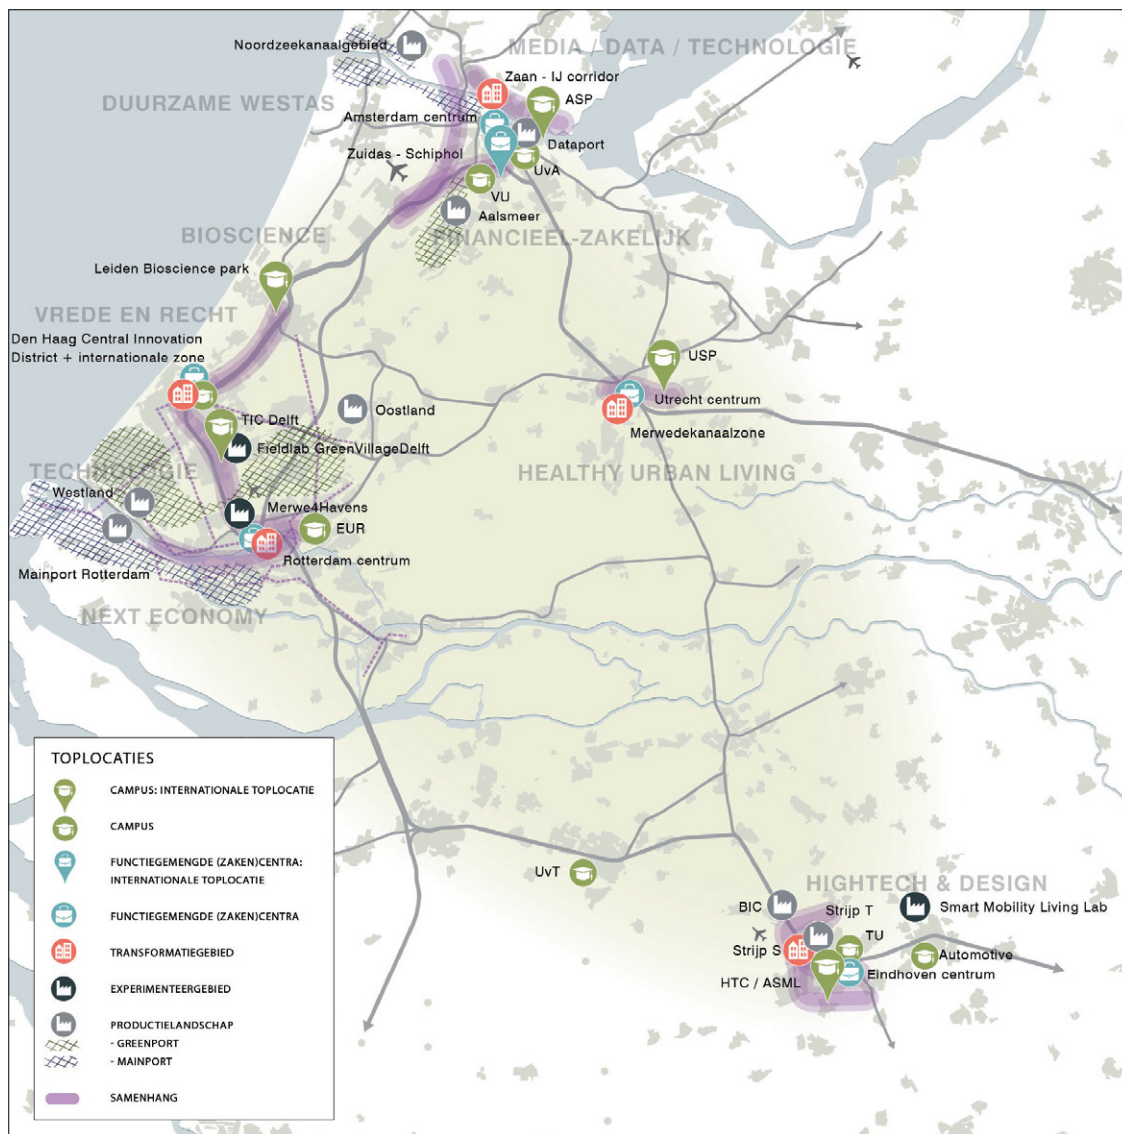 Noordzeekanaalgebied
MEDIA / DATA / TECHNOLOGIE
Zaan - IJ corridor
DUURZAME WESTAS
ASP
Amsterdam centrum
Dataport
Zuidas - Schiphol
UvA
VU
Aalsmeer
BIOSCIENCE
FINANCIEEL-ZAKELIJK
Leiden Bioscience park
VREDE EN RECHT
Den Haag Central Innovation
District + internationale zone
USP
Utrecht centrum
Oostland
TIC Delft
Merwedekanaalzone
Fieldlab GreenVillageDelft
TECHNOLOGIE
HEALTHY URBAN LIVING
Westland
Merwe4Havens
EUR
Rotterdam centrum
Mainport Rotterdam
NEXT ECONOMY
TOPLOCATIES
CAMPUS: INTERNATIONALE TOPLOCATIE
CAMPUS
FUNCTIEGEMENGDE (ZAKEN)CENTRA:
INTERNATIONALE TOPLOCATIE
FUNCTIEGEMENGDE (ZAKEN)CENTRA
TRANSFORMATIEGEBIED
EXPERIMENTEERGEBIED
PRODUCTIELANDSCHAP
- GREENPORT
- MAINPORT
SAMENHANG
UvT
HIGHTECH & DESIGN
BIC
Strijp T
Smart Mobility Living Lab
TU
Strijp S
Automotive
Eindhoven centrum
HTC / ASML